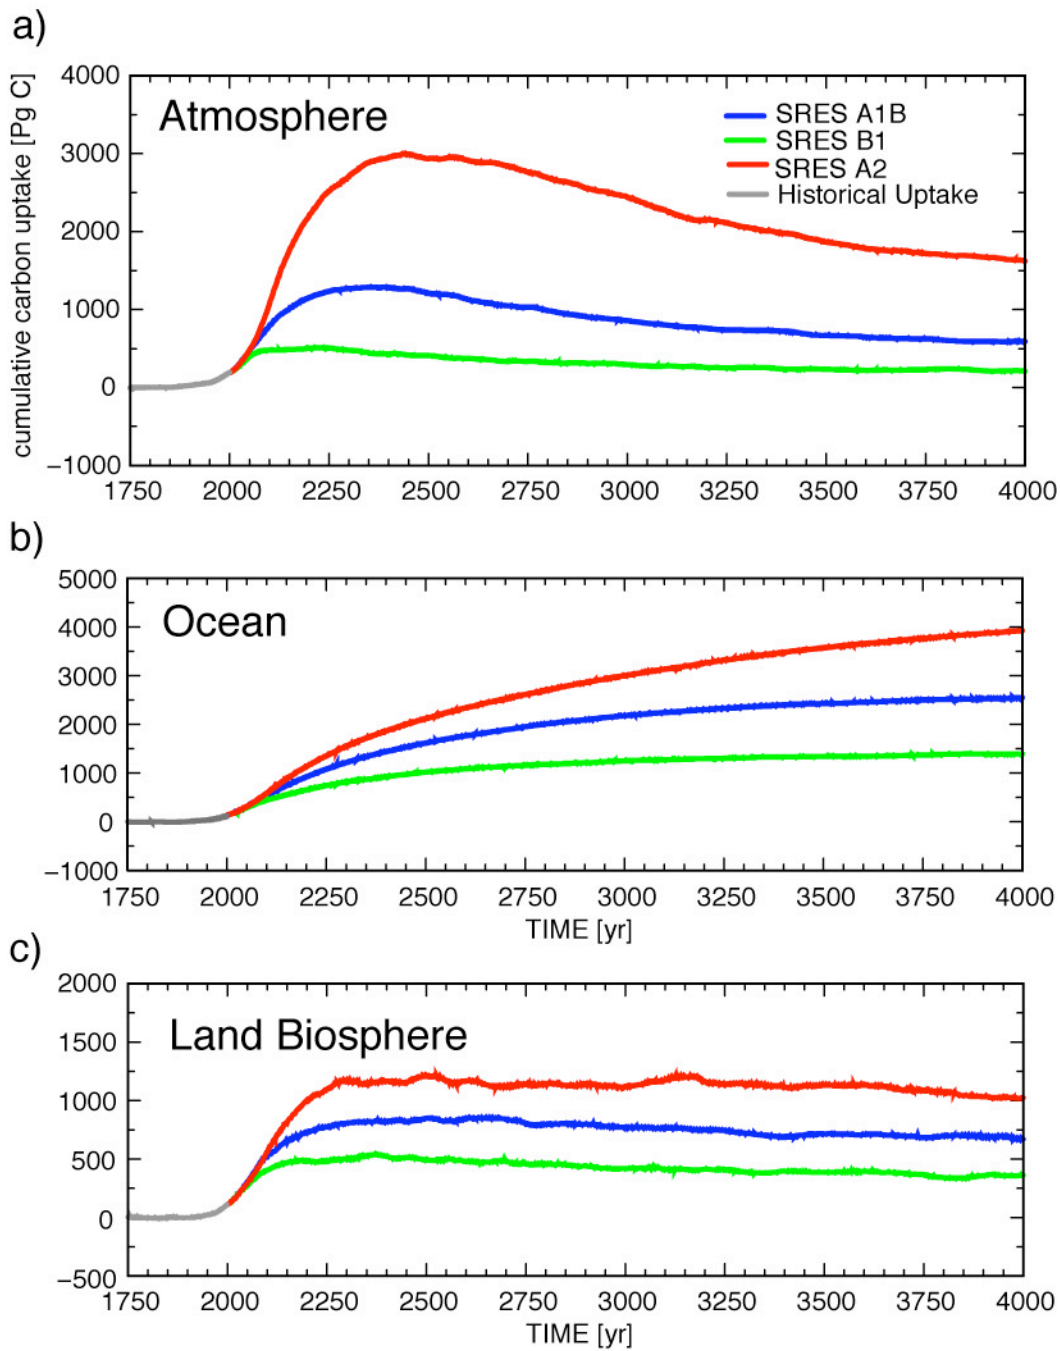 a)
cumulative carbon uptake [Pg C]
4000
3000
2000
1000
0
−1000
Atmosphere
SRES A1B
SRES B1
SRES A2
Historical Uptake
1750 2000 2250 2500 2750 3000 3250 3500 3750 4000
b)
5000
4000
3000
2000
1000
0
−1000
Ocean
1750 2000 2250 2500 2750 3000 3250 3500 3750 4000
TIME [yr]
c)
2000
1500
1000
500
0
−500
Land Biosphere
1750 2000 2250 2500 2750 3000 3250 3500 3750 4000
TIME [yr]